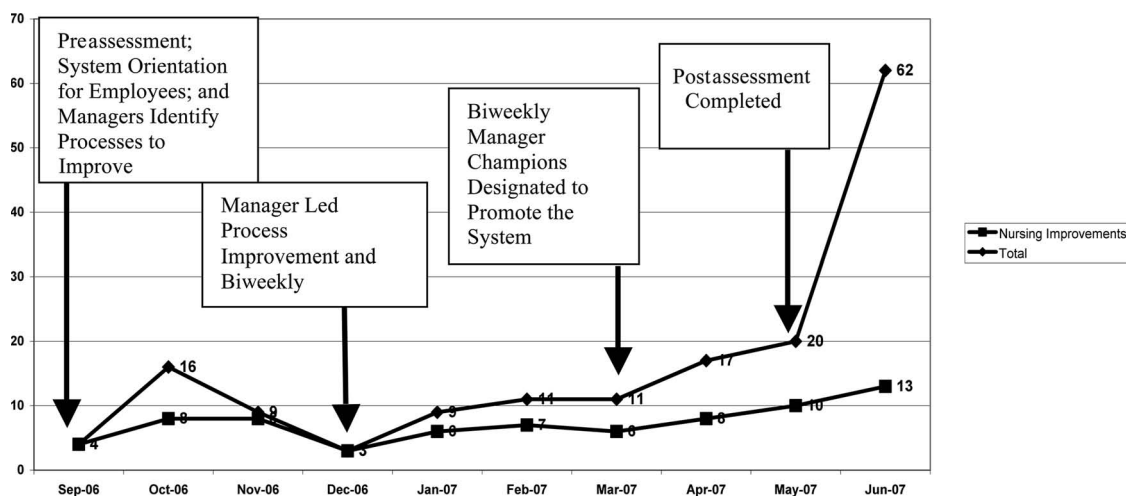 70
60
50
40
30
20
10
0
Preassessment;
System Orientation
for Employees; and
Managers Identify
Processes to
Improve
Manager Led
Process
Improvement and
Biweekly
Biweekly
Manager
Champions
Designated to
Promote the
System
Postassessment
Completed
62
16
9
9
11
11
17
20
4
8
3
6
7
6
8
10
13
Sep-06 Oct-06 Nov-06 Dec-06 Jan-07 Feb-07 Mar-07 Apr-07 May-07 Jun-07
Nursing Improvements
Total